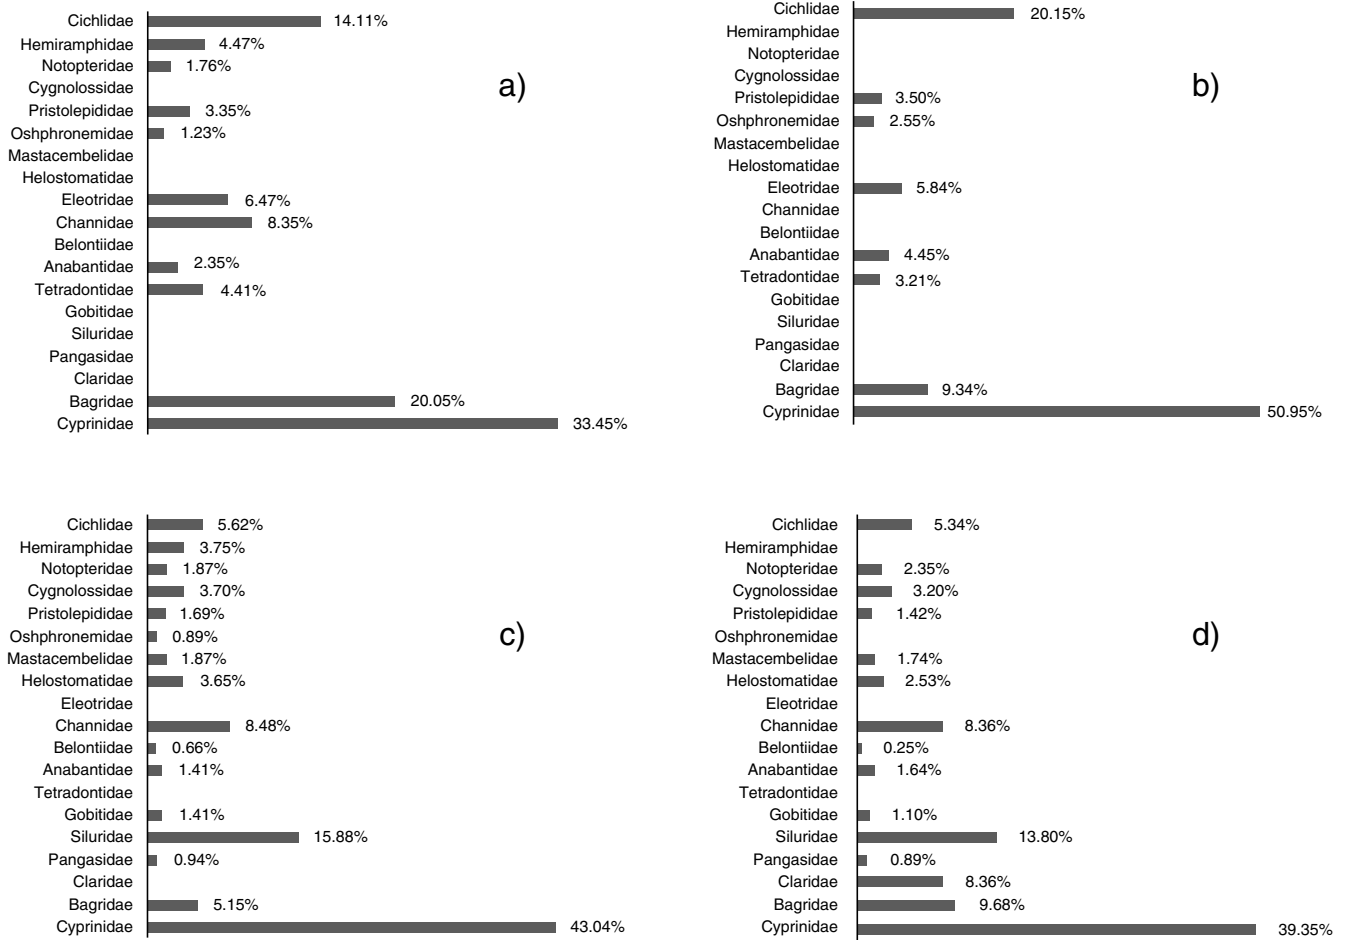 Cichlidae 14.11%
Hemiramphidae 4.47%
Notopteridae 1.76%
Cygnolossidae
Pristolepididae 3.35%
Oshphronemidae 1.23%
Mastacembelidae
Helostomatidae
Eleotridae 6.47%
Channidae 8.35%
Belontiidae
Anabantidae 2.35%
Tetradontidae 4.41%
Gobitidae
Siluridae
Pangasidae
Claridae
Bagridae 20.05%
Cyprinidae 33.45%
a)
Cichlidae 20.15%
Hemiramphidae
Notopteridae
Cygnolossidae
Pristolepididae 3.50%
Oshphronemidae 2.55%
Mastacembelidae
Helostomatidae
Eleotridae 5.84%
Channidae
Belontiidae
Anabantidae 4.45%
Tetradontidae 3.21%
Gobitidae
Siluridae
Pangasidae
Claridae
Bagridae 9.34%
Cyprinidae 50.95%
b)
Cichlidae 5.62%
Hemiramphidae 3.75%
Notopteridae 1.87%
Cygnolossidae 3.70%
Pristolepididae 1.69%
Oshphronemidae 0.89%
Mastacembelidae 1.87%
Helostomatidae 3.65%
Eleotridae
Channidae 8.48%
Belontiidae 0.66%
Anabantidae 1.41%
Tetradontidae
Gobitidae 1.41%
Siluridae 15.88%
Pangasidae 0.94%
Claridae
Bagridae 5.15%
Cyprinidae 43.04%
c)
Cichlidae 5.34%
Hemiramphidae
Notopteridae 2.35%
Cygnolossidae 3.20%
Pristolepididae 1.42%
Oshphronemidae
Mastacembelidae 1.74%
Helostomatidae 2.53%
Eleotridae
Channidae 8.36%
Belontiidae 0.25%
Anabantidae 1.64%
Tetradontidae
Gobitidae 1.10%
Siluridae 13.80%
Pangasidae 0.89%
Claridae 8.36%
Bagridae 9.68%
Cyprinidae 39.35%
d)